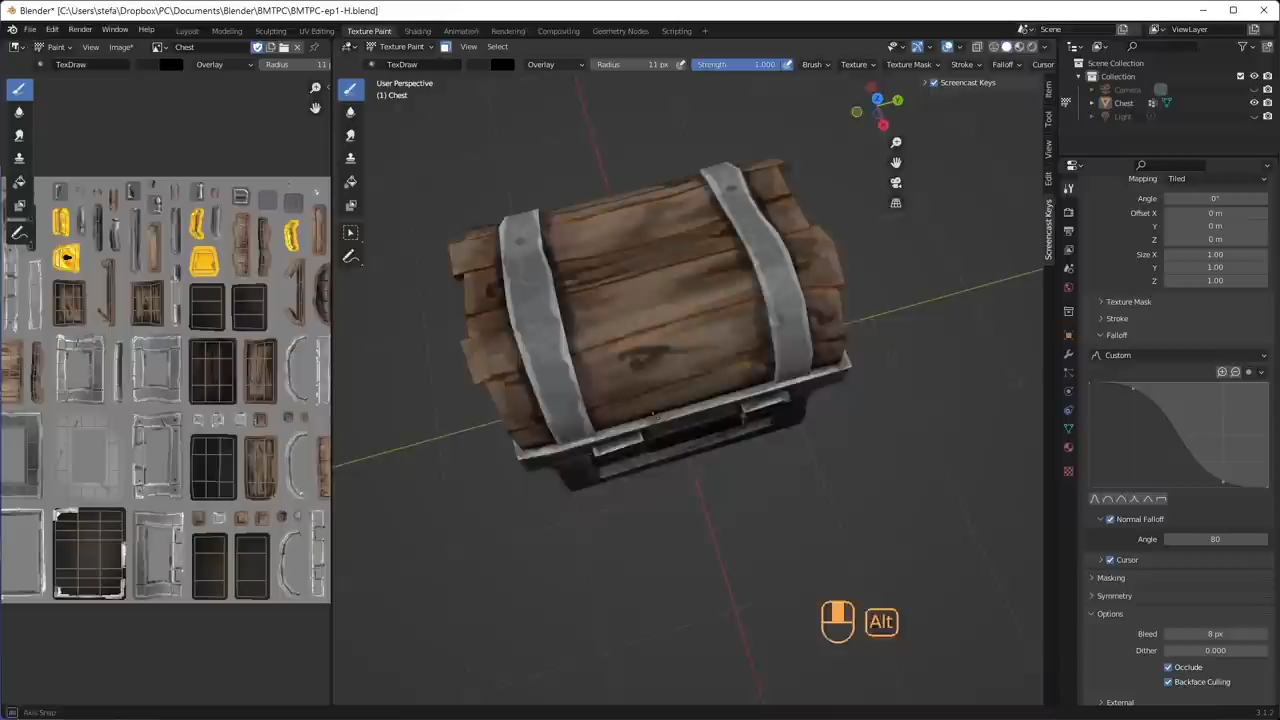 Blender* [C:\Users\stefa\Dropbox\PC\Documents\Blender\BMTPC\BMTPC-ep1-H.blend]
File Edit Render Window Help Layout Modeling Sculpting UV Editing Texture Paint Shading Animation Rendering Compositing Geometry Nodes Scripting + Scene ViewLayer
Paint View Image* Chest Texture Paint View Select
TexDraw Overlay Radius 11 TexDraw Overlay Radius 11 px Strength 1.000 Brush Texture Texture Mask Stroke Falloff Cursor
User Perspective
(1) Chest
Screencast Keys
Item
Tool
View
Edit
Screencast Keys
Z
Y
X
Scene Collection
Collection
Camera
Chest
Light
Mapping Tiled
Angle 0°
Offset X 0 m
Y 0 m
Z 0 m
Size X 1.00
Y 1.00
Z 1.00
Texture Mask
Stroke
Falloff
Custom
Normal Falloff
Angle 80
Cursor
Masking
Symmetry
Options
Bleed 8 px
Dither 0.000
Occlude
Backface Culling
External
Alt
Axis Snap
3.1.2